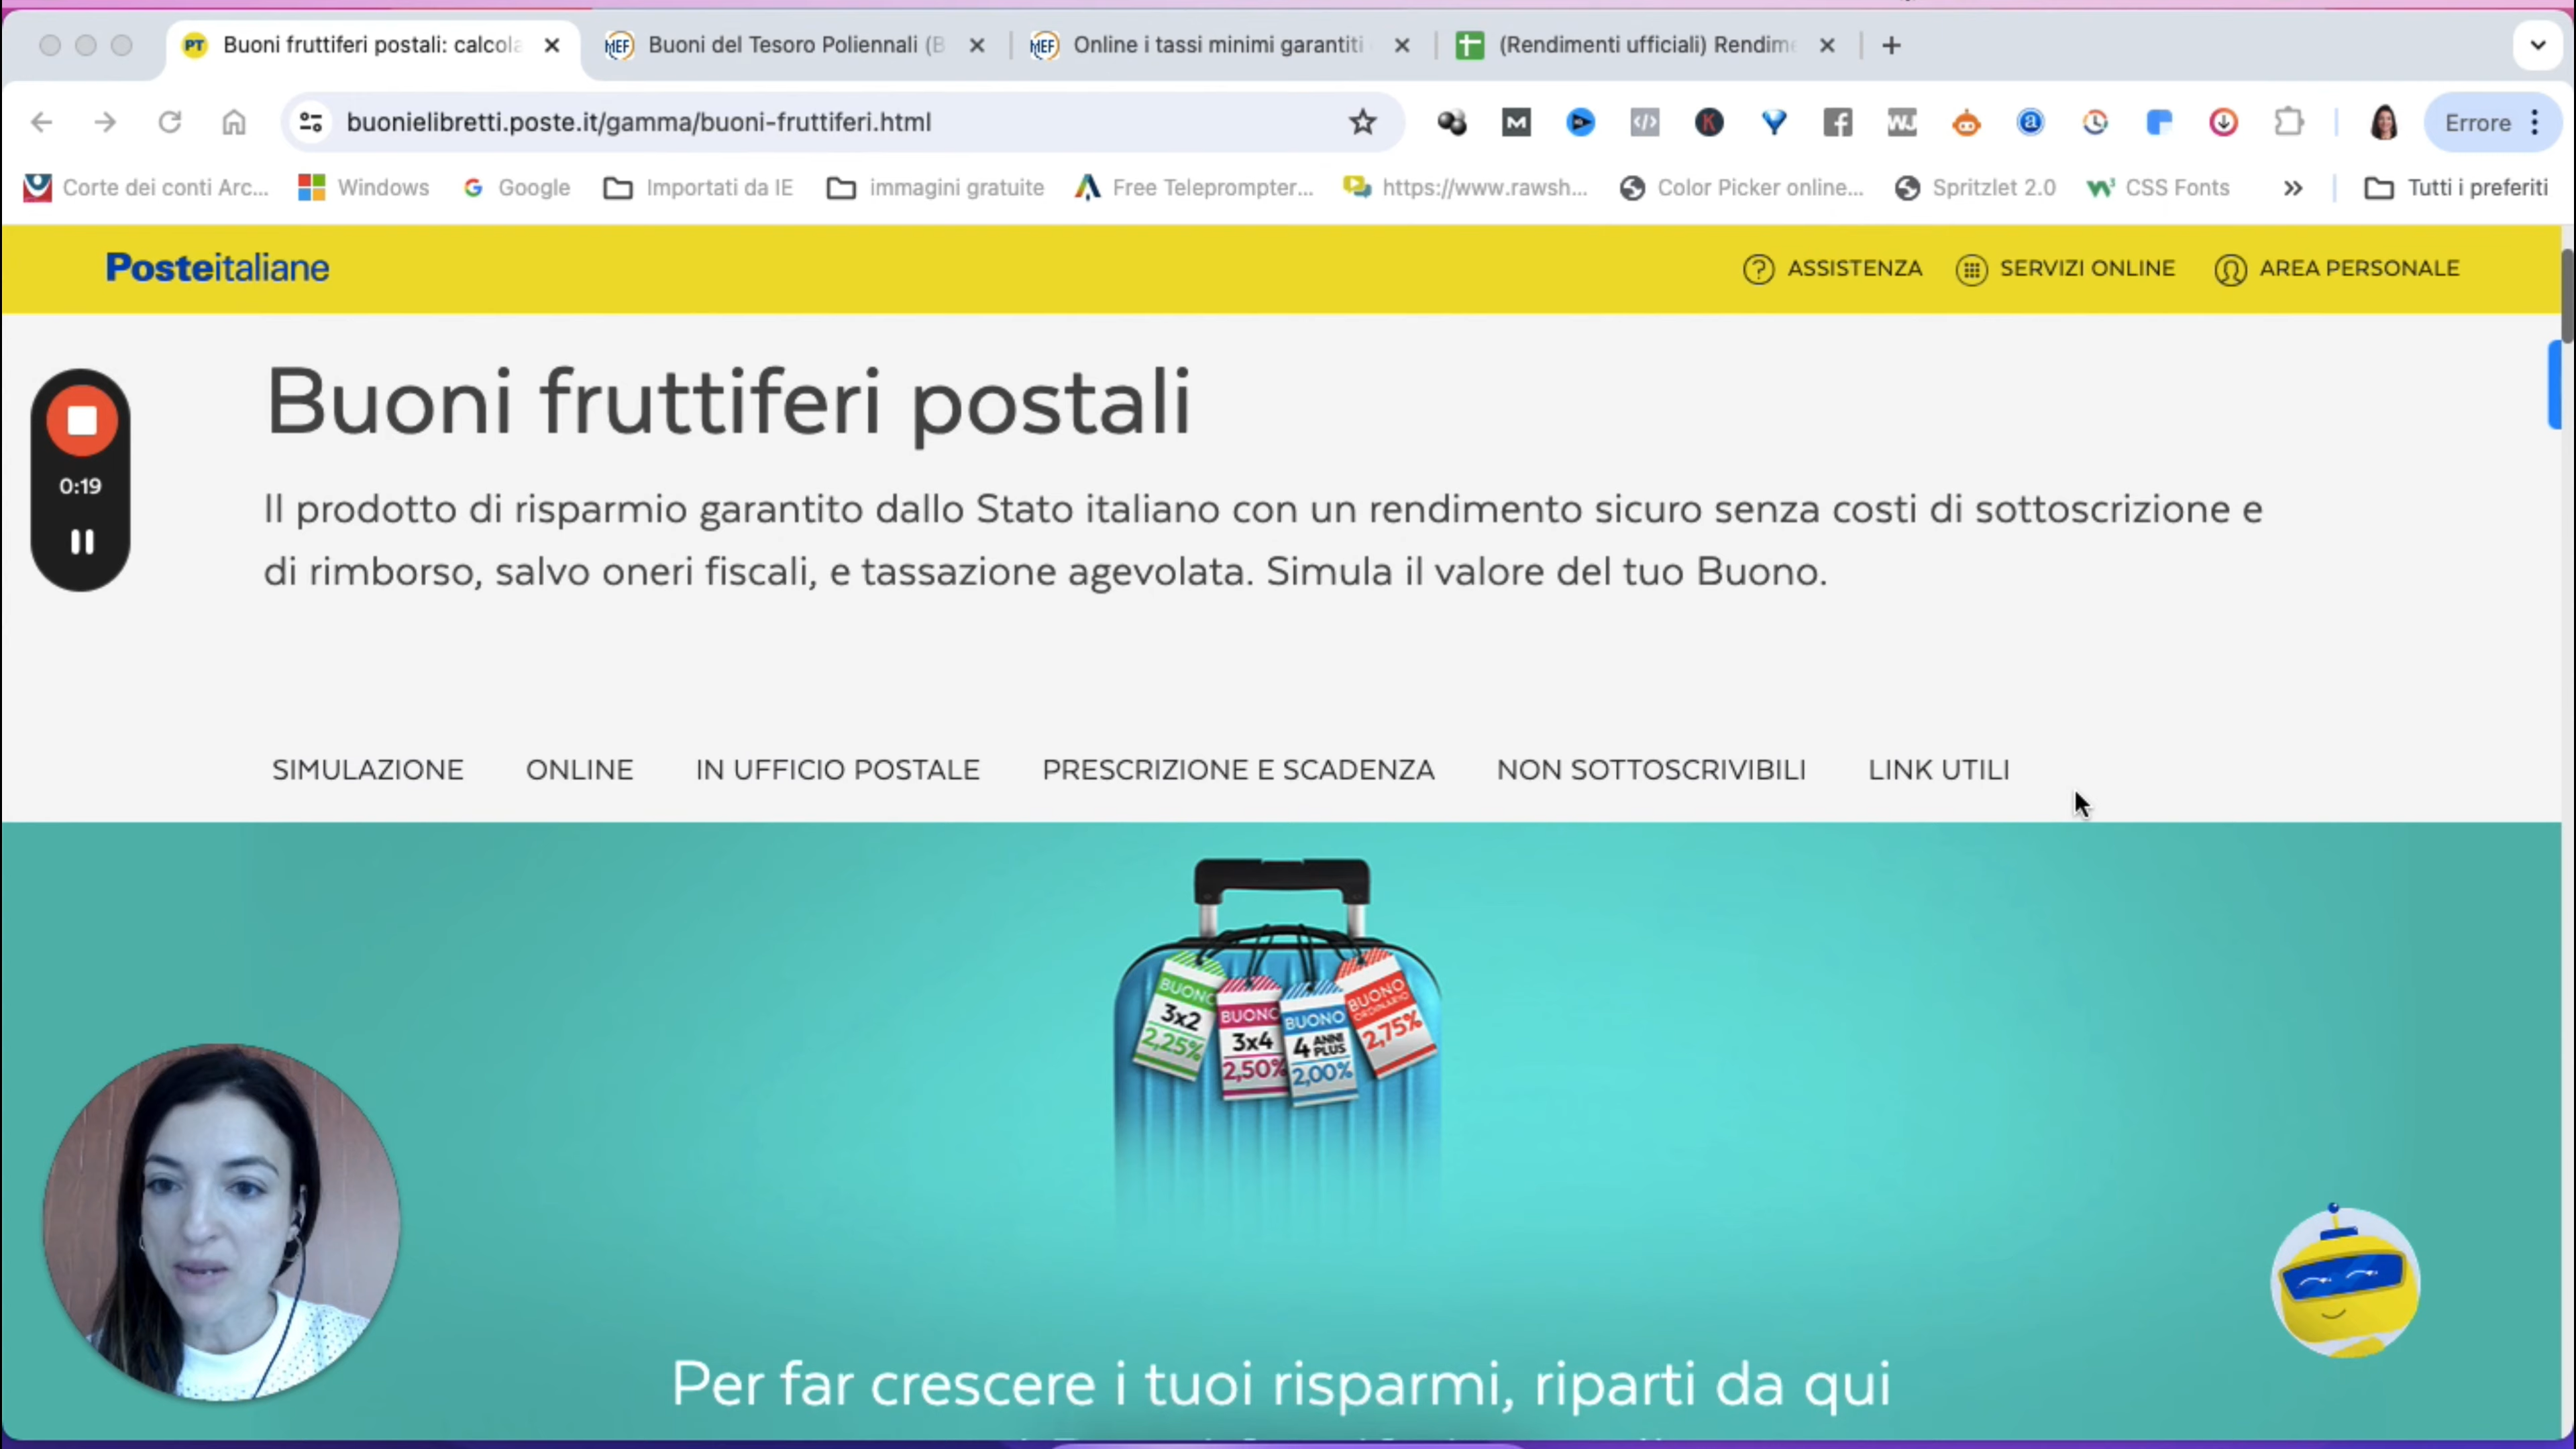 Buoni fruttiferi postali: calcola
Buoni del Tesoro Poliennali (B
Online i tassi minimi garantiti
(Rendimenti ufficiali) Rendime
buonielibretti.poste.it/gamma/buoni-fruttiferi.html
Errore
Corte dei conti Arc...
Windows
Google
Importati da IE
immagini gratuite
Free Teleprompter...
https://www.rawsh...
Color Picker online...
Spritzlet 2.0
CSS Fonts
Tutti i preferiti
Posteitaliane
ASSISTENZA
SERVIZI ONLINE
AREA PERSONALE
Buoni fruttiferi postali
0:19
Il prodotto di risparmio garantito dallo Stato italiano con un rendimento sicuro senza costi di sottoscrizione e
di rimborso, salvo oneri fiscali, e tassazione agevolata. Simula il valore del tuo Buono.
SIMULAZIONE
ONLINE
IN UFFICIO POSTALE
PRESCRIZIONE E SCADENZA
NON SOTTOSCRIVIBILI
LINK UTILI
BUONO
3x2
2,25%
BUONO
3x4
2,50%
BUONO
4 ANNI PLUS
2,00%
BUONO
ORDINARIO
2,75%
Per far crescere i tuoi risparmi, riparti da qui